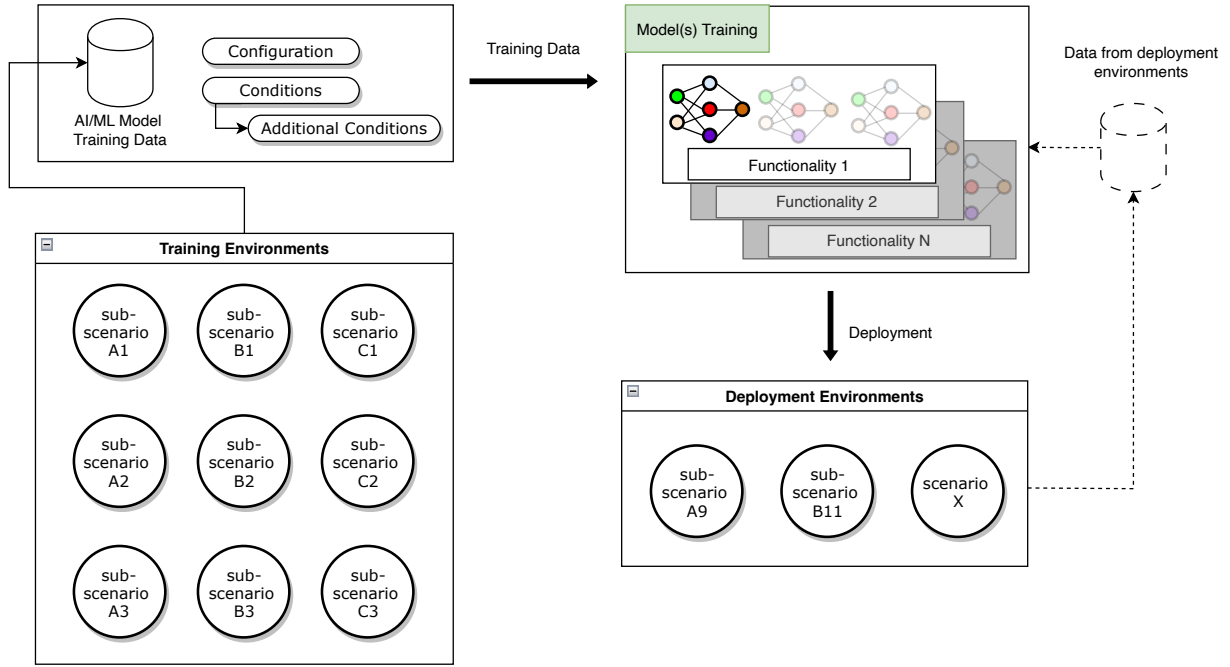 Configuration
Conditions
Additional Conditions
AI/ML Model
Training Data
Training Data
Model(s) Training
Functionality 1
Functionality 2
Functionality N
Data from deployment
environments
Training Environments
sub-
scenario
A1
sub-
scenario
B1
sub-
scenario
C1
sub-
scenario
A2
sub-
scenario
B2
sub-
scenario
C2
sub-
scenario
A3
sub-
scenario
B3
sub-
scenario
C3
Deployment
Deployment Environments
sub-
scenario
A9
sub-
scenario
B11
scenario
X